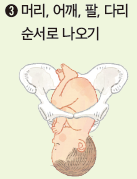 ❸ 머리, 어깨, 팔, 다리
순서로 나오기